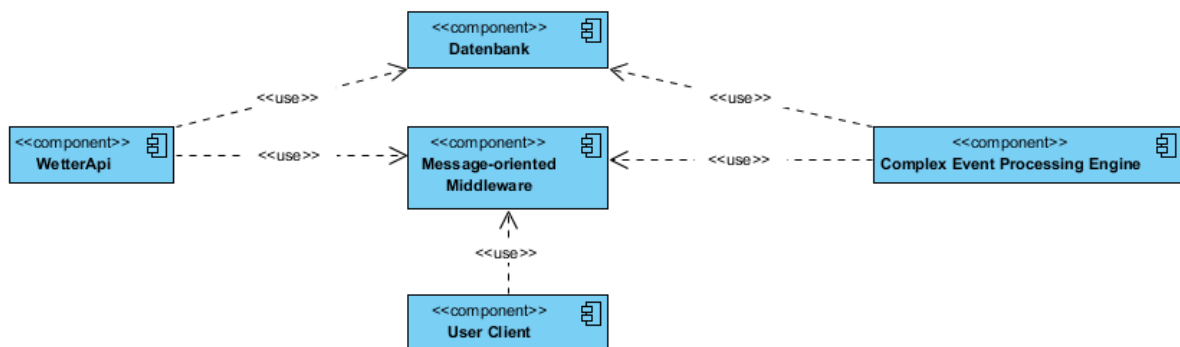 <<component>>
Datenbank
<<use>>
<<use>>
<<component>>
WetterApi
<<use>>
<<component>>
Message-oriented
Middleware
<<use>>
<<component>>
Complex Event Processing Engine
<<use>>
<<component>>
User Client